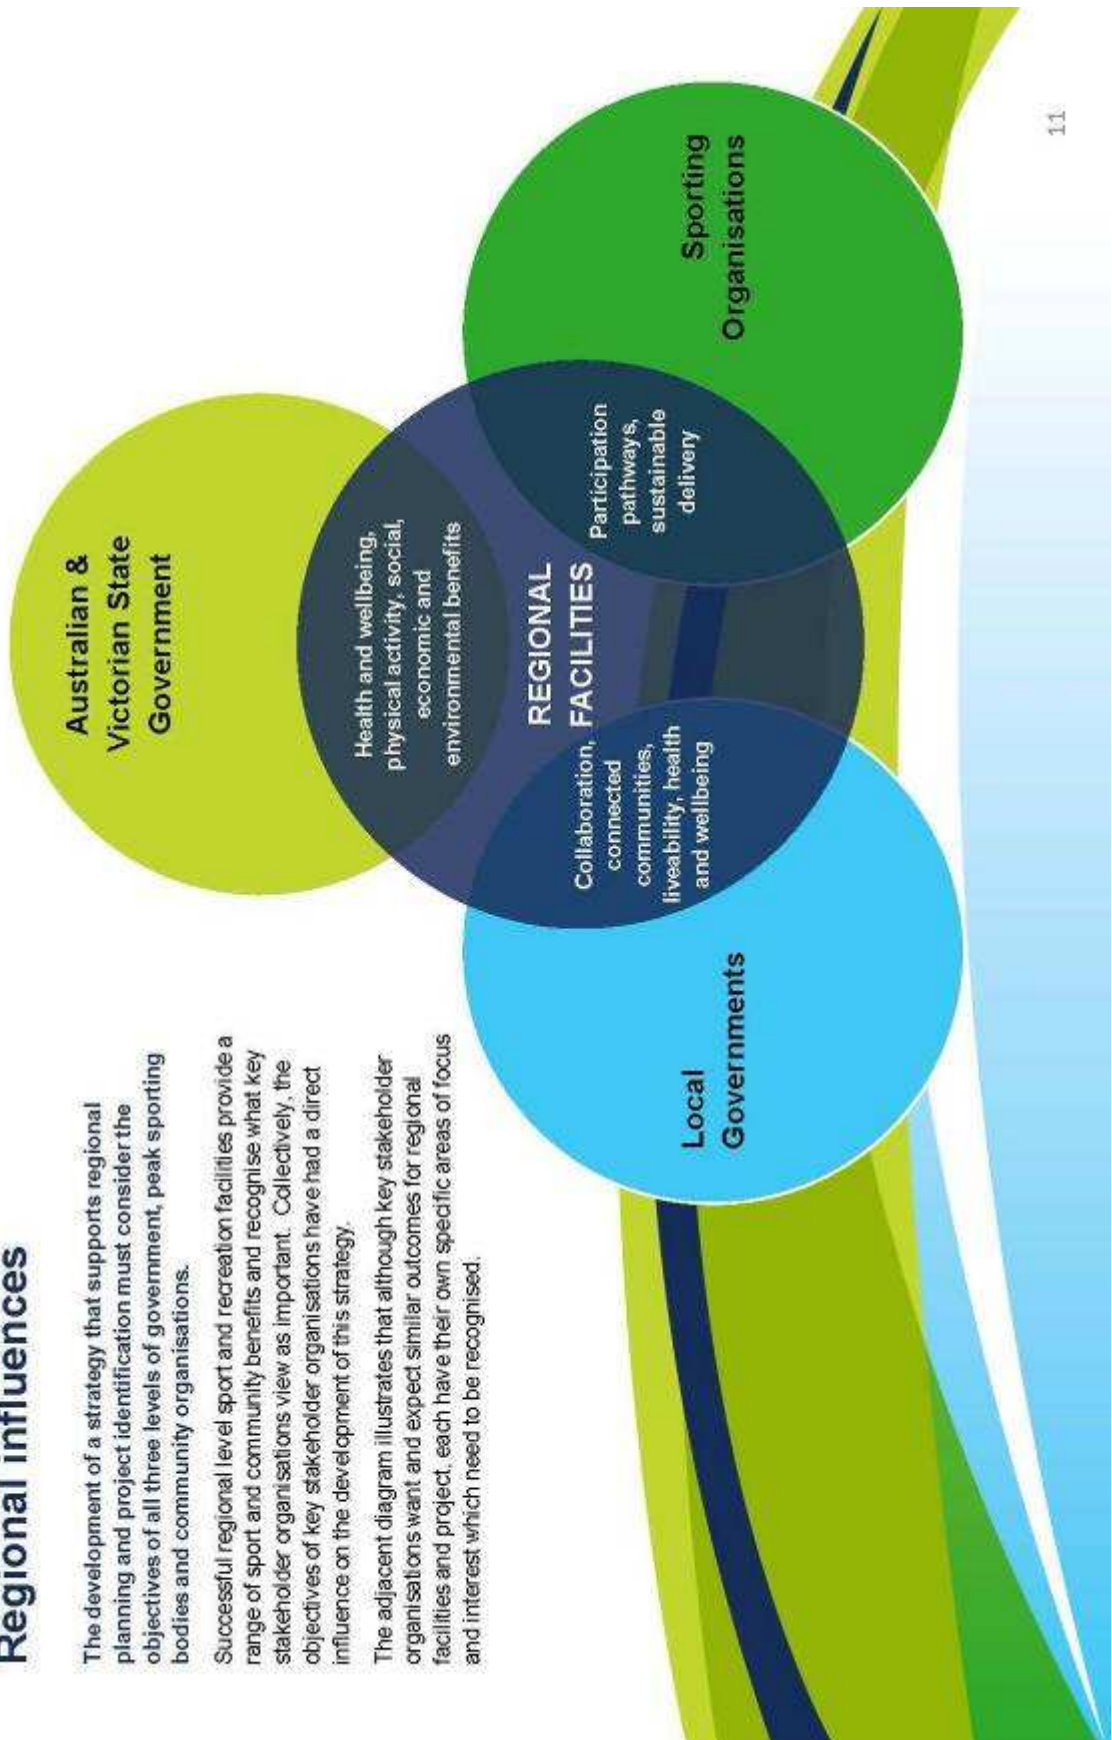 Regional influences
The development of a strategy that supports regional
planning and project identification must consider the
objectives of all three levels of government, peak sporting
bodies and community organisations.
Successful regional level sport and recreation facilities provide a
range of sport and community benefits and recognise what key
stakeholder organisations view as important. Collectively, the
objectives of key stakeholder organisations have had a direct
influence on the development of this strategy.
The adjacent diagram illustrates that although key stakeholder
organisations want and expect similar outcomes for regional
facilities and project, each have their own specific areas of focus
and interest which need to be recognised.
Australian &
Victorian State
Government
Health and wellbeing,
physical activity, social,
economic and
environmental benefits
REGIONAL
FACILITIES
Collaboration,
connected
communities,
liveability, health
and wellbeing
Participation
pathways,
sustainable
delivery
Local
Governments
Sporting
Organisations
11